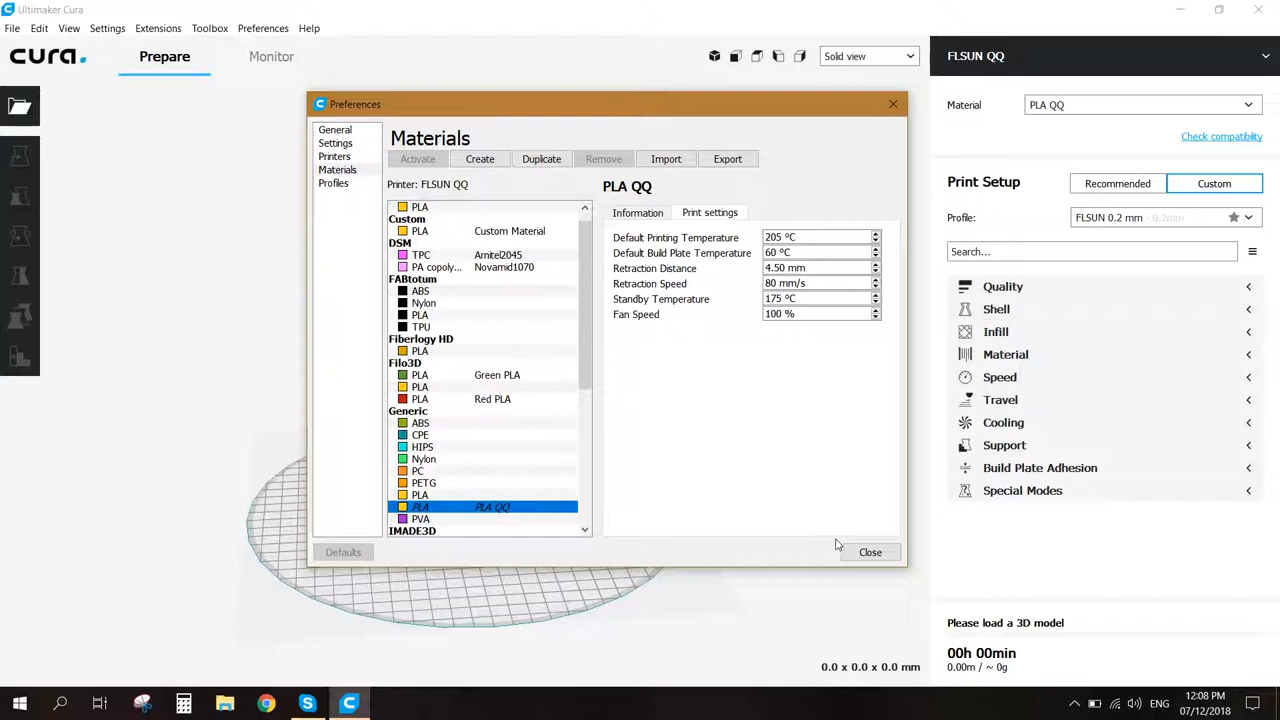 Ultimaker Cura
File Edit View Settings Extensions Toolbox Preferences Help
cura.
Prepare
Monitor
Solid view
FLSUN QQ
Material
PLA QQ
Check compatibility
Print Setup
Recommended
Custom
Profile:
FLSUN 0.2 mm - 0.2mm
Search...
Quality
Shell
Infill
Material
Speed
Travel
Cooling
Support
Build Plate Adhesion
Special Modes
Please load a 3D model
00h 00min
0.00m / ~ 0g
Preferences
General
Settings
Printers
Materials
Profiles
Materials
Activate Create Duplicate Remove Import Export
Printer: FLSUN QQ
PLA
Custom
PLA Custom Material
DSM
TPC Arnitel2045
PA copoly... Novamid1070
FABtotum
ABS
Nylon
PLA
TPU
Fiberlogy HD
PLA
Filo3D
PLA Green PLA
PLA
PLA Red PLA
Generic
ABS
CPE
HIPS
Nylon
PC
PETG
PLA
PLA PLA QQ
PVA
IMADE3D
PLA QQ
Information Print settings
Default Printing Temperature 205 °C
Default Build Plate Temperature 60 °C
Retraction Distance 4.50 mm
Retraction Speed 80 mm/s
Standby Temperature 175 °C
Fan Speed 100 %
Defaults
Close
0.0 x 0.0 x 0.0 mm
ENG
12:08 PM
07/12/2018